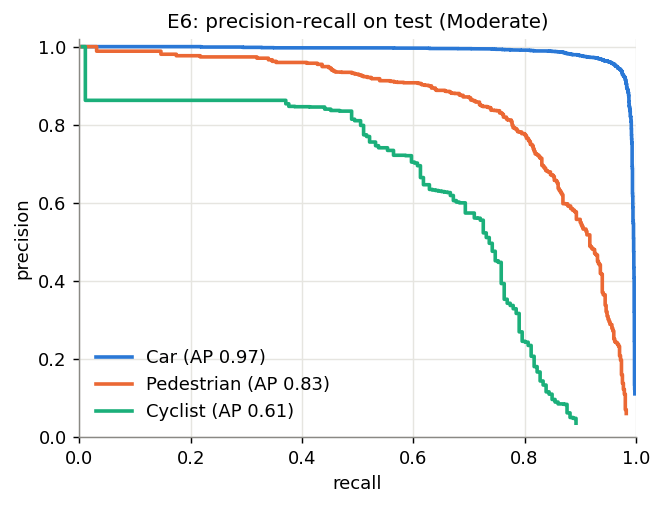 E6: precision-recall on test (Moderate)
1.0
0.8
0.6
0.4
0.2
0.0
precision
Car (AP 0.97)
Pedestrian (AP 0.83)
Cyclist (AP 0.61)
0.0 0.2 0.4 0.6 0.8 1.0
recall